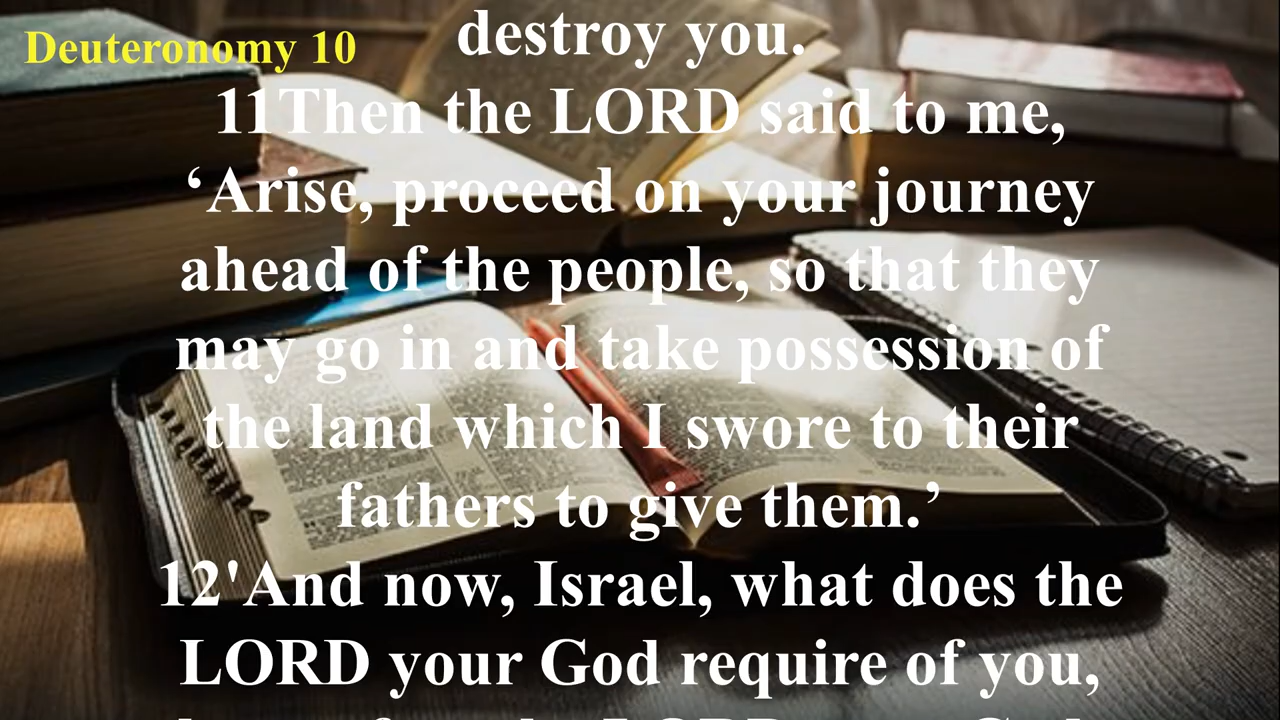 Deuteronomy 10
destroy you.
11Then the LORD said to me,
‘Arise, proceed on your journey
ahead of the people, so that they
may go in and take possession of
the land which I swore to their
fathers to give them.’
12'And now, Israel, what does the
LORD your God require of you,